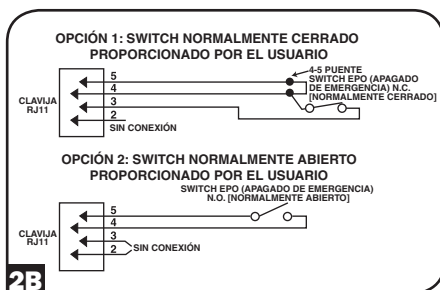 OPCIÓN 1: SWITCH NORMALMENTE CERRADO
PROPORCIONADO POR EL USUARIO
4-5 PUENTE
SWITCH EPO (APAGADO
DE EMERGENCIA) N.C.
[NORMALMENTE CERRADO]
CLAVIJA
RJ11
5
4
3
2
SIN CONEXIÓN
OPCIÓN 2: SWITCH NORMALMENTE ABIERTO
PROPORCIONADO POR EL USUARIO
SWITCH EPO (APAGADO DE EMERGENCIA)
N.O. [NORMALMENTE ABIERTO]
CLAVIJA
RJ11
5
4
3
2
SIN CONEXIÓN
2B